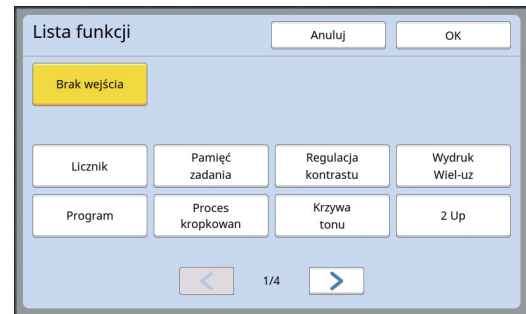 Lista funkcji
Anuluj
OK
Brak wejścia
Licznik
Pamięć
zadania
Regulacja
kontrastu
Wydruk
Wiel-uz
Program
Proces
kropkowan
Krzywa
tonu
2 Up
1/4